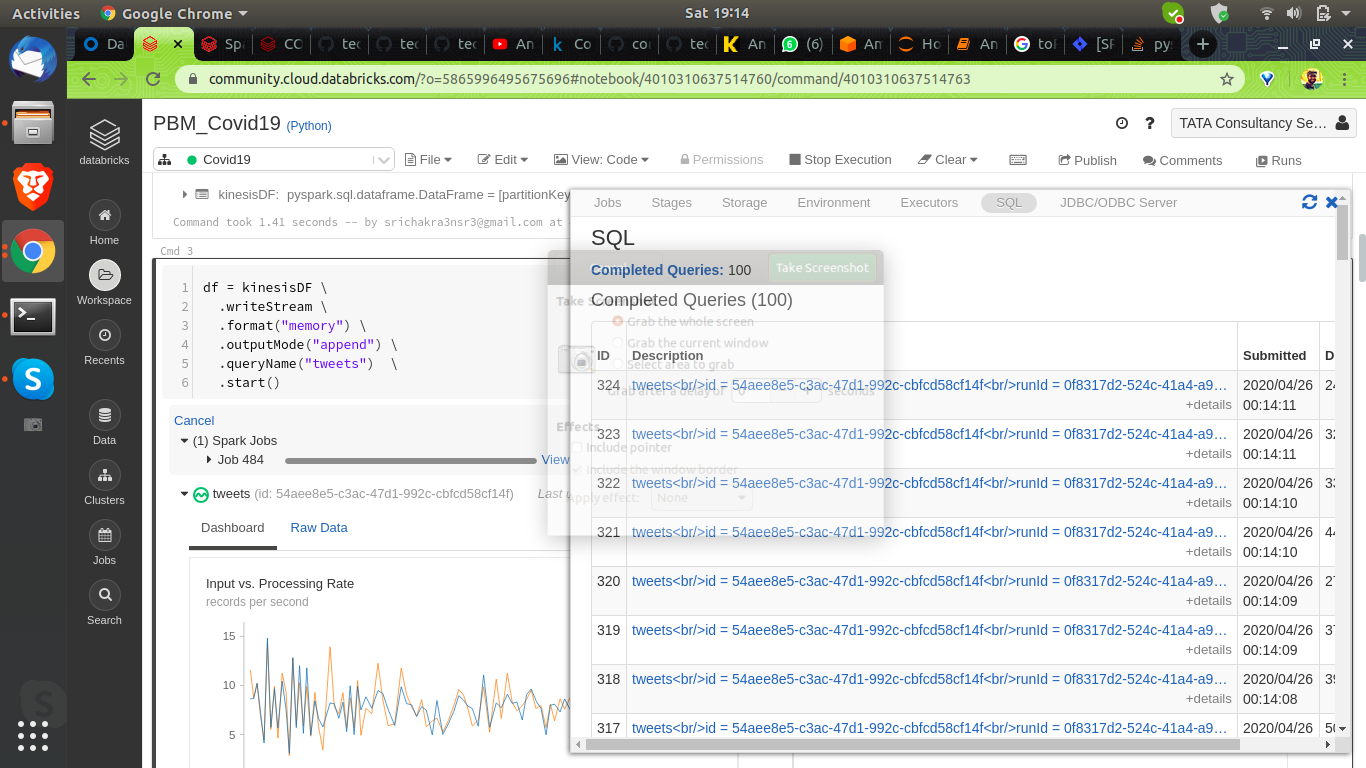 Activities Google Chrome Sat 19:14
Da Spa CO tec tec tec An Co cou tec An (6) An Ho An toP [SP pys
community.cloud.databricks.com/?o=5865996495675696#notebook/4010310637514760/command/4010310637514763
databricks
Home
Workspace
Recents
Data
Clusters
Jobs
Search
PBM_Covid19 (Python)
? TATA Consultancy Se…
Covid19 File Edit View: Code Permissions Stop Execution Clear Publish Comments Runs
kinesisDF: pyspark.sql.dataframe.DataFrame = [partitionKey
Command took 1.41 seconds -- by srichakra3nsr3@gmail.com at
Cmd 3
1 df = kinesisDF \
2 .writeStream \
3 .format("memory") \
4 .outputMode("append") \
5 .queryName("tweets") \
6 .start()
Cancel
(1) Spark Jobs
Job 484 View
tweets (id: 54aee8e5-c3ac-47d1-992c-cbfcd58cf14f) Last
Dashboard Raw Data
Input vs. Processing Rate
records per second
15
10
5
Jobs Stages Storage Environment Executors SQL JDBC/ODBC Server
SQL
Completed Queries: 100
Completed Queries (100)
ID Description Submitted D
324 tweets<br/>id = 54aee8e5-c3ac-47d1-992c-cbfcd58cf14f<br/>runId = 0f8317d2-524c-41a4-a9… 2020/04/26 24
+details 00:14:11
323 tweets<br/>id = 54aee8e5-c3ac-47d1-992c-cbfcd58cf14f<br/>runId = 0f8317d2-524c-41a4-a9… 2020/04/26 32
+details 00:14:11
322 tweets<br/>id = 54aee8e5-c3ac-47d1-992c-cbfcd58cf14f<br/>runId = 0f8317d2-524c-41a4-a9… 2020/04/26 33
+details 00:14:10
321 tweets<br/>id = 54aee8e5-c3ac-47d1-992c-cbfcd58cf14f<br/>runId = 0f8317d2-524c-41a4-a9… 2020/04/26 44
+details 00:14:10
320 tweets<br/>id = 54aee8e5-c3ac-47d1-992c-cbfcd58cf14f<br/>runId = 0f8317d2-524c-41a4-a9… 2020/04/26 27
+details 00:14:09
319 tweets<br/>id = 54aee8e5-c3ac-47d1-992c-cbfcd58cf14f<br/>runId = 0f8317d2-524c-41a4-a9… 2020/04/26 37
+details 00:14:09
318 tweets<br/>id = 54aee8e5-c3ac-47d1-992c-cbfcd58cf14f<br/>runId = 0f8317d2-524c-41a4-a9… 2020/04/26 39
+details 00:14:08
317 tweets<br/>id = 54aee8e5-c3ac-47d1-992c-cbfcd58cf14f<br/>runId = 0f8317d2-524c-41a4-a9… 2020/04/26 50
Take Screenshot
Take Screenshot
Grab the whole screen
Grab the current window
Select area to grab
Grab after a delay of 0 + seconds
Effects
Include pointer
Include the window border
Apply effect: None